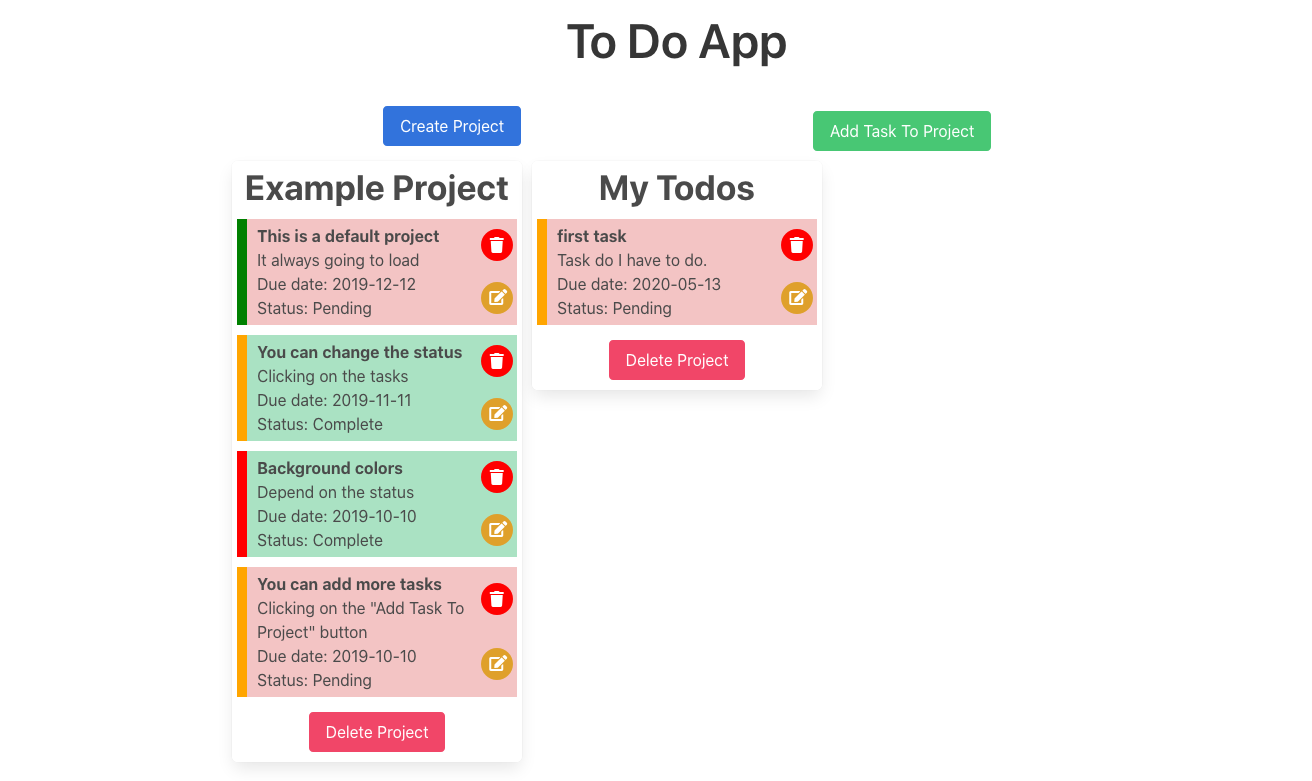 To Do App
Create Project
Add Task To Project
Example Project
This is a default project
It always going to load
Due date: 2019-12-12
Status: Pending
You can change the status
Clicking on the tasks
Due date: 2019-11-11
Status: Complete
Background colors
Depend on the status
Due date: 2019-10-10
Status: Complete
You can add more tasks
Clicking on the "Add Task To
Project" button
Due date: 2019-10-10
Status: Pending
Delete Project
My Todos
first task
Task do I have to do.
Due date: 2020-05-13
Status: Pending
Delete Project